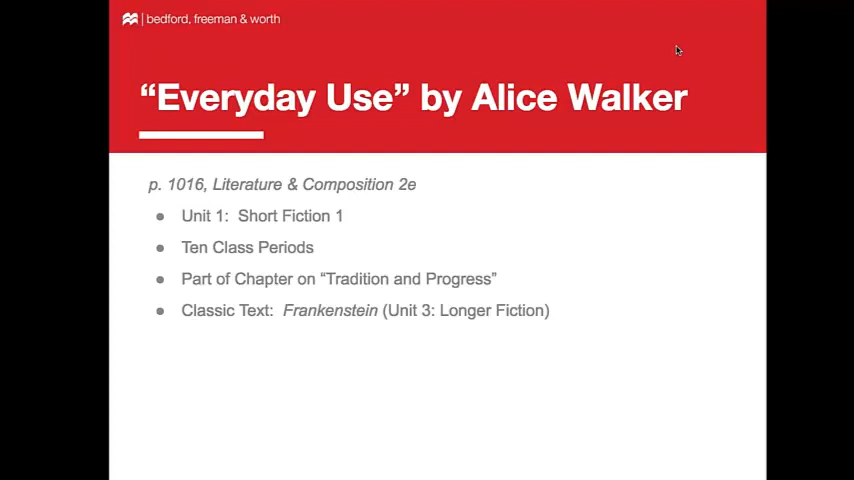 bedford, freeman & worth
“Everyday Use” by Alice Walker
p. 1016, Literature & Composition 2e
● Unit 1: Short Fiction 1
● Ten Class Periods
● Part of Chapter on “Tradition and Progress”
● Classic Text: Frankenstein (Unit 3: Longer Fiction)